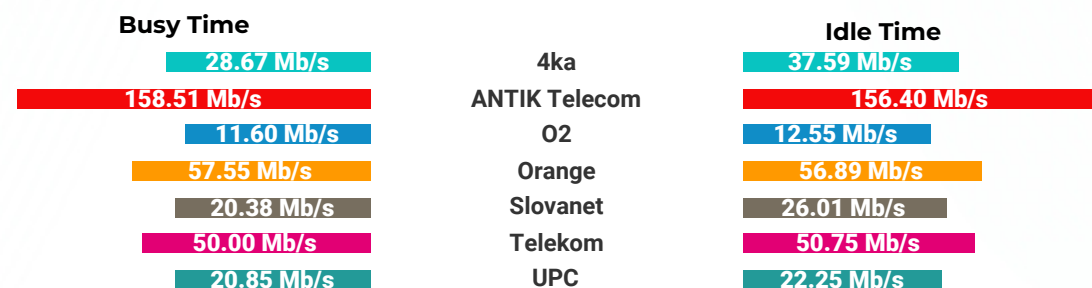 Busy Time Idle Time
28.67 Mb/s 4ka 37.59 Mb/s
158.51 Mb/s ANTIK Telecom 156.40 Mb/s
11.60 Mb/s O2 12.55 Mb/s
57.55 Mb/s Orange 56.89 Mb/s
20.38 Mb/s Slovanet 26.01 Mb/s
50.00 Mb/s Telekom 50.75 Mb/s
20.85 Mb/s UPC 22.25 Mb/s